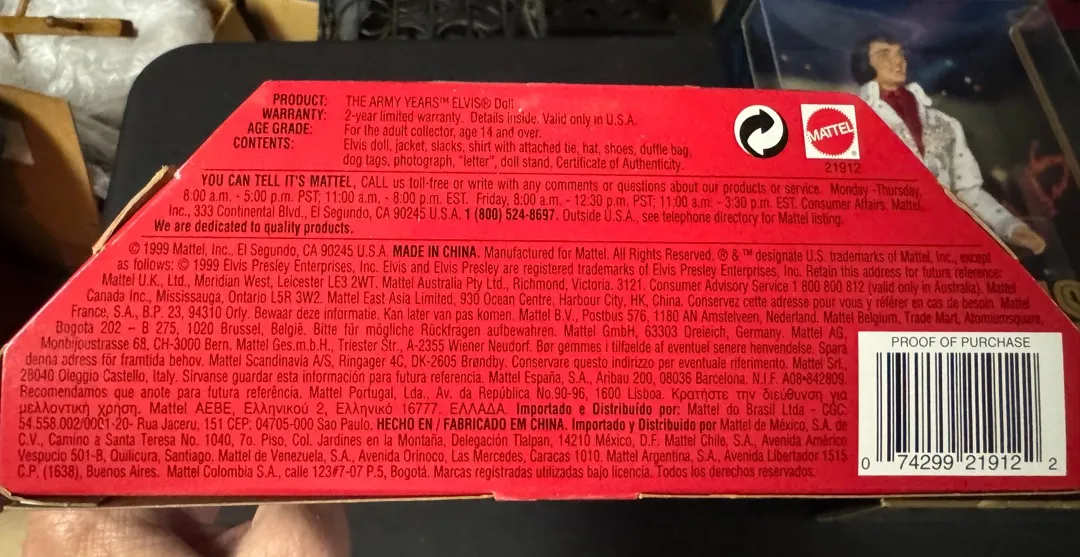 PRODUCT: THE ARMY YEARS™ ELVIS® Doll
WARRANTY: 2-year limited warranty. Details inside. Valid only in U.S.A.
AGE GRADE: For the adult collector, age 14 and over.
CONTENTS: Elvis doll, jacket, slacks, shirt with attached tie, hat, shoes, duffle bag,
dog tags, photograph, "letter", doll stand, Certificate of Authenticity.
MATTEL
®
21912
YOU CAN TELL IT'S MATTEL, CALL us toll-free or write with any comments or questions about our products or service. Monday -Thursday,
8:00 a.m. - 5:00 p.m. PST; 11:00 a.m. - 8:00 p.m. EST. Friday, 8:00 a.m. - 12:30 p.m. PST; 11:00 a.m. - 3:30 p.m. EST. Consumer Affairs, Mattel,
Inc., 333 Continental Blvd., El Segundo, CA 90245 U.S.A. 1 (800) 524-8697. Outside U.S.A., see telephone directory for Mattel listing.
We are dedicated to quality products.
© 1999 Mattel, Inc., El Segundo, CA 90245 U.S.A. MADE IN CHINA. Manufactured for Mattel. All Rights Reserved. ® & ™ designate U.S. trademarks of Mattel, Inc., except
as follows: © 1999 Elvis Presley Enterprises, Inc. Elvis and Elvis Presley are registered trademarks of Elvis Presley Enterprises, Inc. Retain this address for future reference:
Mattel U.K., Ltd., Meridian West, Leicester LE3 2WT. Mattel Australia Pty Ltd., Richmond, Victoria. 3121. Consumer Advisory Service 1 800 800 812 (valid only in Australia). Mattel
Canada Inc., Mississauga, Ontario L5R 3W2. Mattel East Asia Limited, 930 Ocean Centre, Harbour City, HK, China. Conservez cette adresse pour vous y référer en cas de besoin. Mattel
France, S.A., B.P. 23, 94310 Orly. Bewaar deze informatie. Kan later van pas komen. Mattel B.V., Postbus 576, 1180 AN Amstelveen, Nederland. Mattel Belgium, Trade Mart, Atomiumsquare,
Bogota 202 – B 275, 1020 Brussel, België. Bitte für mögliche Rückfragen aufbewahren. Mattel GmbH, 63303 Dreieich, Germany. Mattel AG,
Monbijoustrasse 68, CH-3000 Bern. Mattel Ges.m.b.H., Triester Str., A-2355 Wiener Neudorf. Bør gemmes i tilfælde af eventuel senere henvendelse. Spara
denna adress för framtida behov. Mattel Scandinavia A/S, Ringager 4C, DK-2605 Brøndby. Conservare questo indirizzo per eventuale riferimento. Mattel Srl.,
28040 Oleggio Castello, Italy. Sirvanse guardar esta información para futura referencia. Mattel España, S.A., Aribau 200, 08036 Barcelona. N.I.F. A08•842809.
Recomendamos que anote para futura referência. Mattel Portugal, Lda., Av. da República No.90-96, 1600 Lisboa. Κρατήστε την διεύθυνση για
μελλοντική χρήση. Mattel AEBE, Ελληνικού 2, Ελληνικό 16777. ΕΛΛΑΔΑ. Importado e Distribuído por: Mattel do Brasil Ltda - CGC:
54.558.002/0001-20- Rua Jaceru, 151 CEP: 04705-000 Sao Paulo. HECHO EN / FABRICADO EM CHINA. Importado y Distribuido por Mattel de México, S.A. de
C.V., Camino a Santa Teresa No. 1040, 7o. Piso, Col. Jardines en la Montaña, Delegación Tlalpan, 14210 México, D.F. Mattel Chile, S.A., Avenida Américo
Vespucio 501-B, Quilicura, Santiago. Mattel de Venezuela, S.A., Avenida Orinoco, Las Mercedes, Caracas 1010. Mattel Argentina, S.A., Avenida Libertador 1515
C.P. (1638), Buenos Aires. Mattel Colombia S.A., calle 123#7-07 P.5, Bogotá. Marcas registradas utilizadas bajo licencia. Todos los derechos reservados.
PROOF OF PURCHASE
0 74299 21912 2